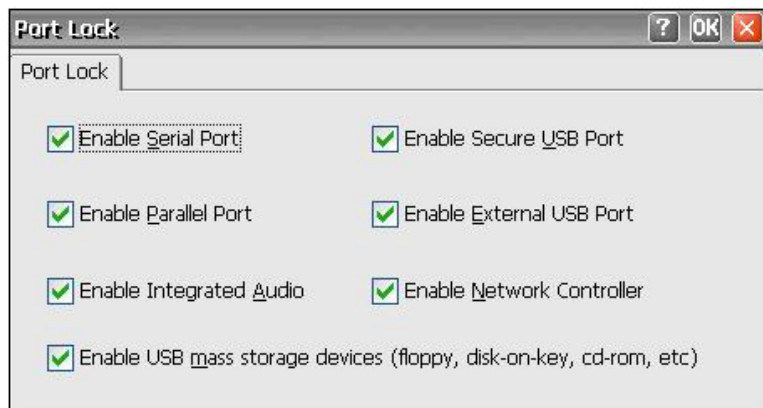 Port Lock ? OK
Port Lock
Enable Serial Port Enable Secure USB Port
Enable Parallel Port Enable External USB Port
Enable Integrated Audio Enable Network Controller
Enable USB mass storage devices (floppy, disk-on-key, cd-rom, etc)